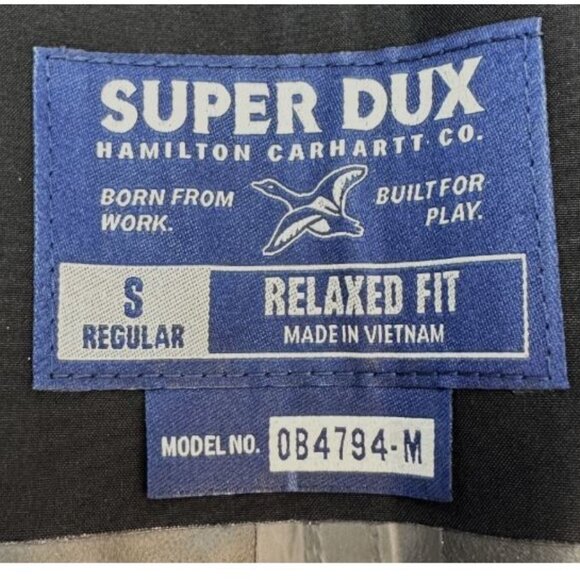 SUPER DUX
HAMILTON CARHARTT CO.
BORN FROM
WORK.
BUILT FOR
PLAY.
S
REGULAR
RELAXED FIT
MADE IN VIETNAM
MODEL NO. 0B4794-M